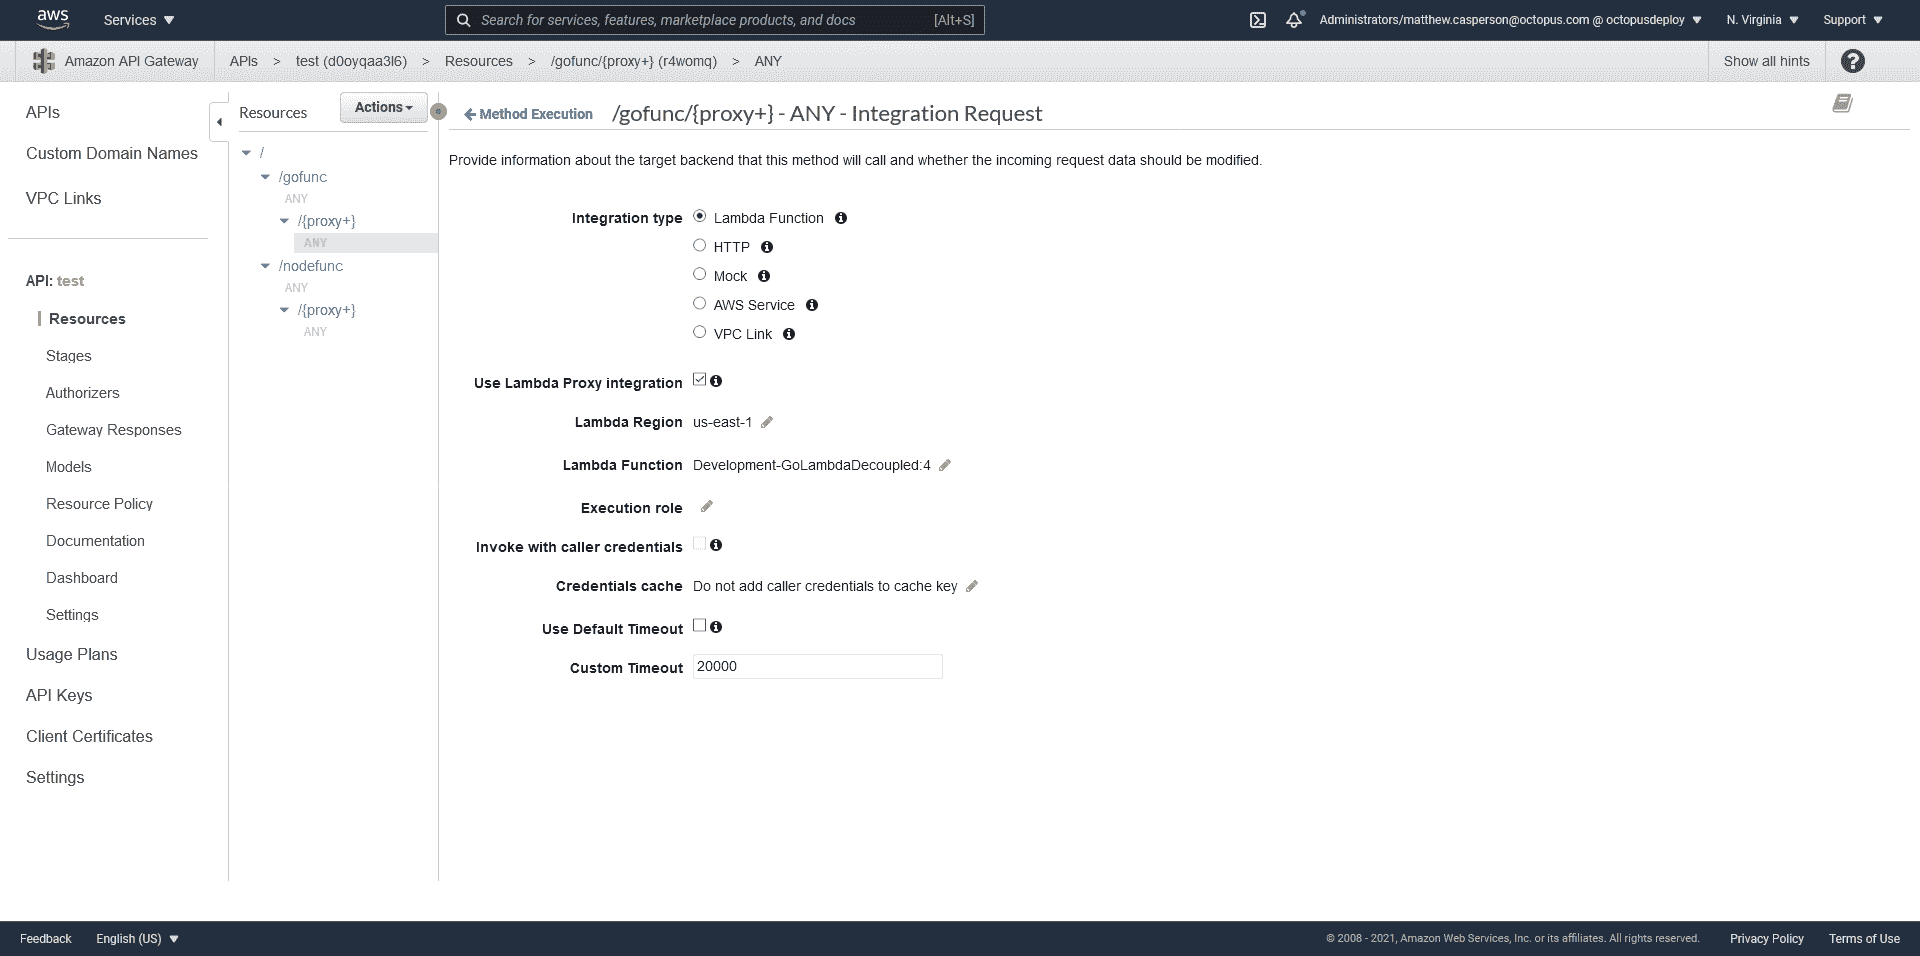 aws Services Search for services, features, marketplace products, and docs [Alt+S] Administrators/matthew.casperson@octopus.com @ octopusdeploy N. Virginia Support
Amazon API Gateway APIs > test (d0oyqaa3l6) > Resources > /gofunc/{proxy+} (r4womq) > ANY Show all hints ?
APIs
Custom Domain Names
VPC Links
API: test
Resources
Stages
Authorizers
Gateway Responses
Models
Resource Policy
Documentation
Dashboard
Settings
Usage Plans
API Keys
Client Certificates
Settings
Resources Actions
/
/gofunc
ANY
/{proxy+}
ANY
/nodefunc
ANY
/{proxy+}
ANY
Method Execution /gofunc/{proxy+} - ANY - Integration Request
Provide information about the target backend that this method will call and whether the incoming request data should be modified.
Integration type Lambda Function
HTTP
Mock
AWS Service
VPC Link
Use Lambda Proxy integration
Lambda Region us-east-1
Lambda Function Development-GoLambdaDecoupled:4
Execution role
Invoke with caller credentials
Credentials cache Do not add caller credentials to cache key
Use Default Timeout
Custom Timeout 20000
Feedback English (US) © 2008 - 2021, Amazon Web Services, Inc. or its affiliates. All rights reserved. Privacy Policy Terms of Use